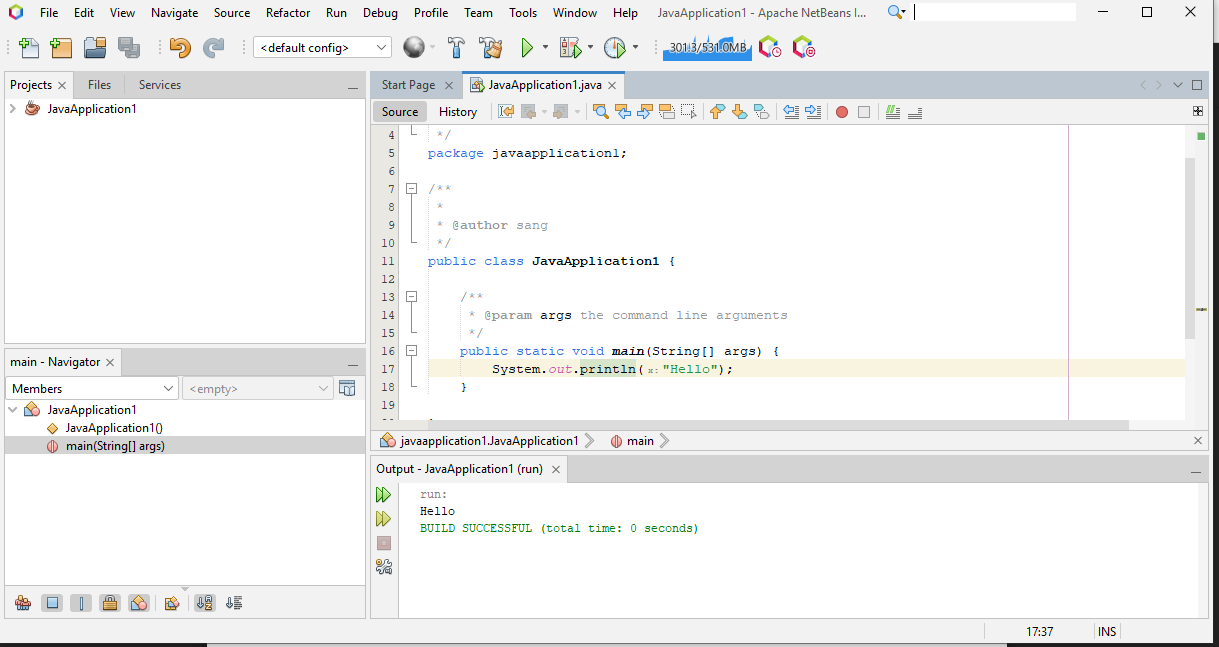 File Edit View Navigate Source Refactor Run Debug Profile Team Tools Window Help JavaApplication1 - Apache NetBeans I...
<default config> 301.3/531.0MB
Projects Files Services
JavaApplication1
main - Navigator
Members <empty>
JavaApplication1
JavaApplication1()
main(String[] args)
Start Page JavaApplication1.java
Source History
4 */
5 package javaapplication1;
6
7 /**
8 *
9 * @author sang
10 */
11 public class JavaApplication1 {
12
13 /**
14 * @param args the command line arguments
15 */
16 public static void main(String[] args) {
17 System.out.println(x:"Hello");
18 }
19
javaapplication1.JavaApplication1 main
Output - JavaApplication1 (run)
run:
Hello
BUILD SUCCESSFUL (total time: 0 seconds)
17:37 INS